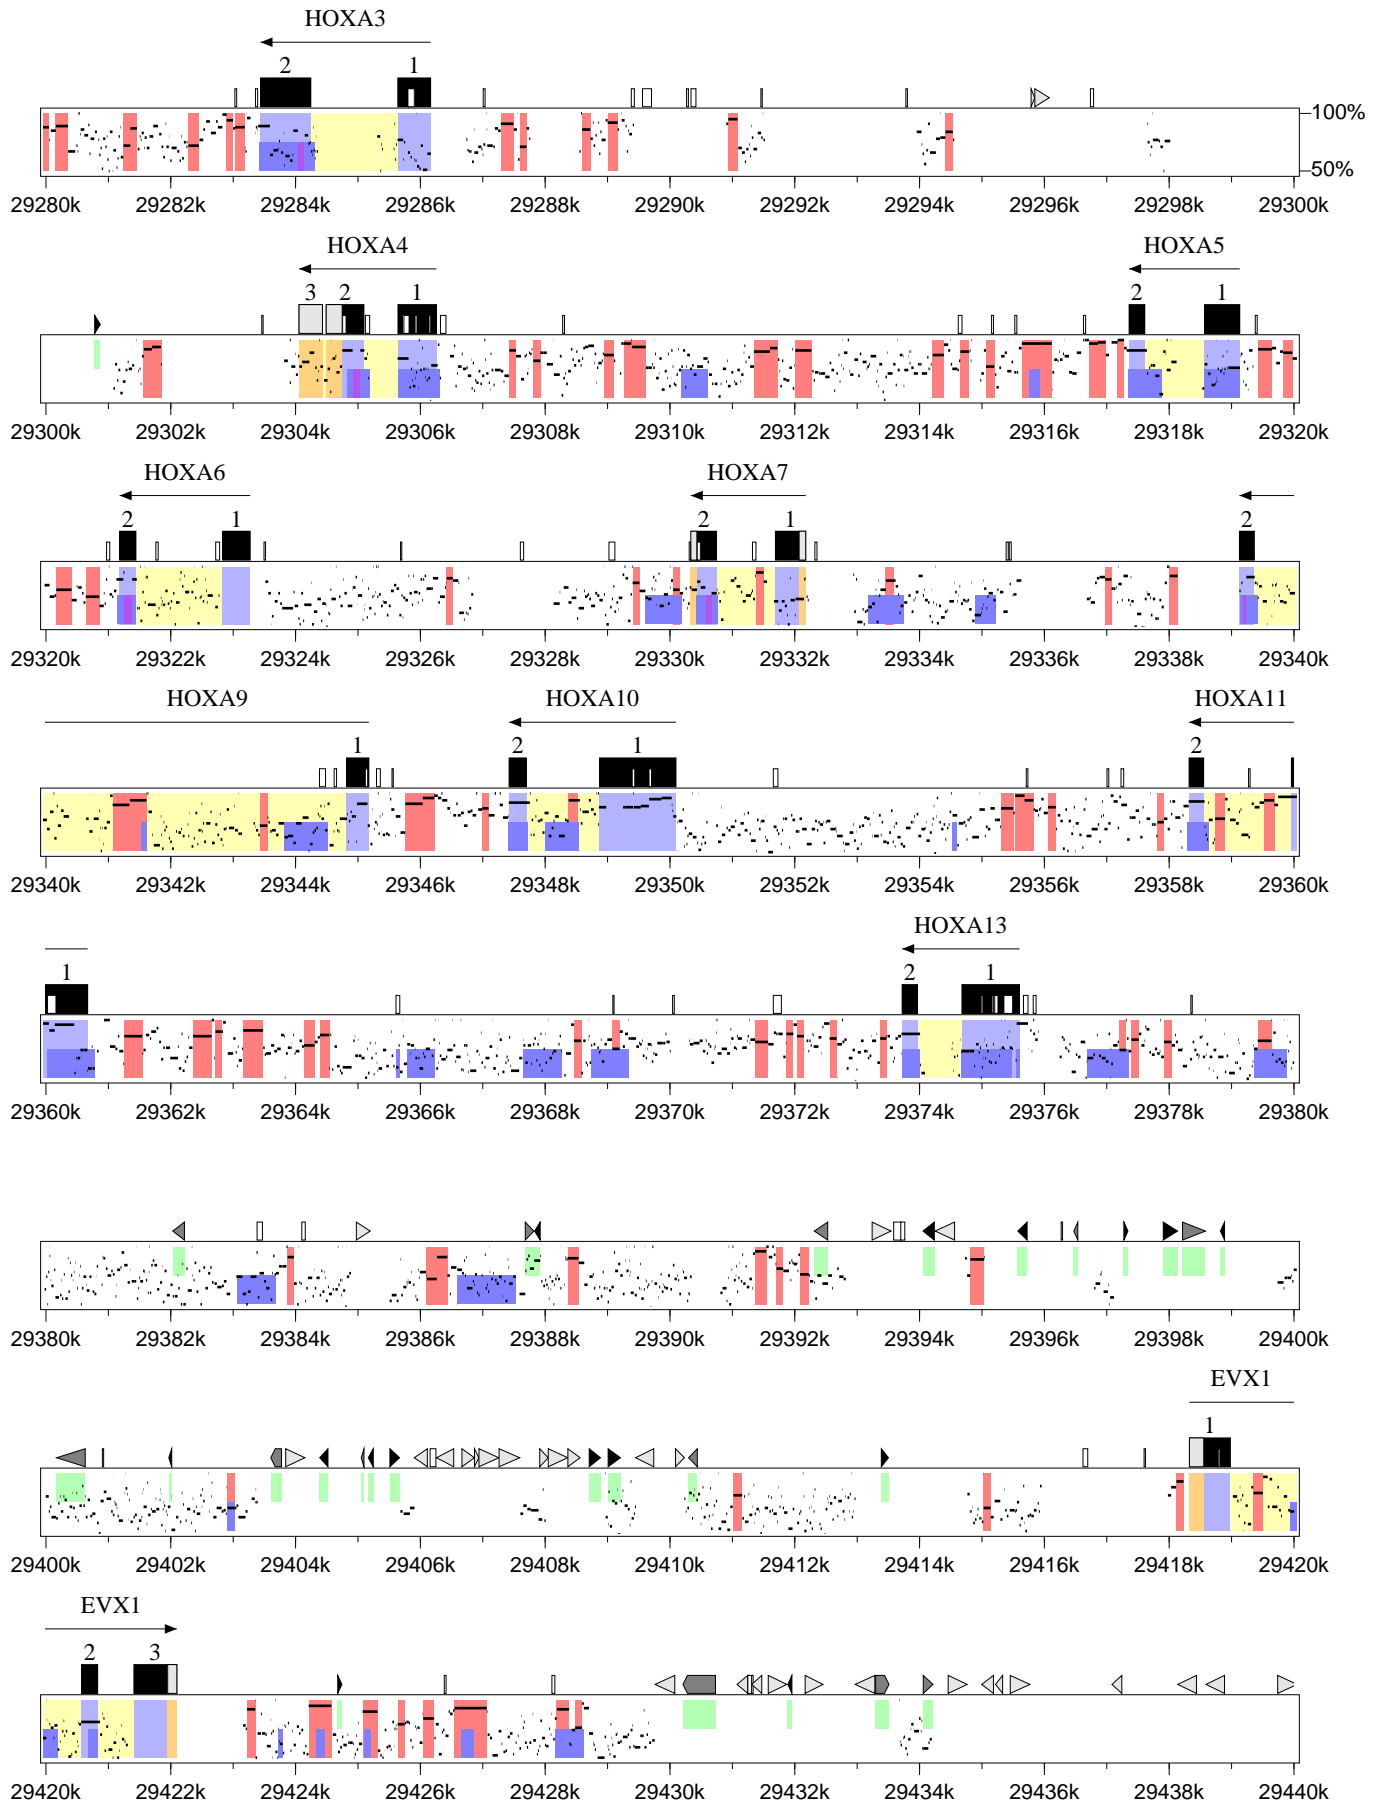 HOXA3
2 1
100%
50%
29280k 29282k 29284k 29286k 29288k 29290k 29292k 29294k 29296k 29298k 29300k
HOXA4 HOXA5
3 2 1 2 1
29300k 29302k 29304k 29306k 29308k 29310k 29312k 29314k 29316k 29318k 29320k
HOXA6 HOXA7
2 1 2 1 2
29320k 29322k 29324k 29326k 29328k 29330k 29332k 29334k 29336k 29338k 29340k
HOXA9 HOXA10 HOXA11
1 2 1 2
29340k 29342k 29344k 29346k 29348k 29350k 29352k 29354k 29356k 29358k 29360k
HOXA13
1 2 1
29360k 29362k 29364k 29366k 29368k 29370k 29372k 29374k 29376k 29378k 29380k
29380k 29382k 29384k 29386k 29388k 29390k 29392k 29394k 29396k 29398k 29400k
EVX1
1
29400k 29402k 29404k 29406k 29408k 29410k 29412k 29414k 29416k 29418k 29420k
EVX1
2 3
29420k 29422k 29424k 29426k 29428k 29430k 29432k 29434k 29436k 29438k 29440k